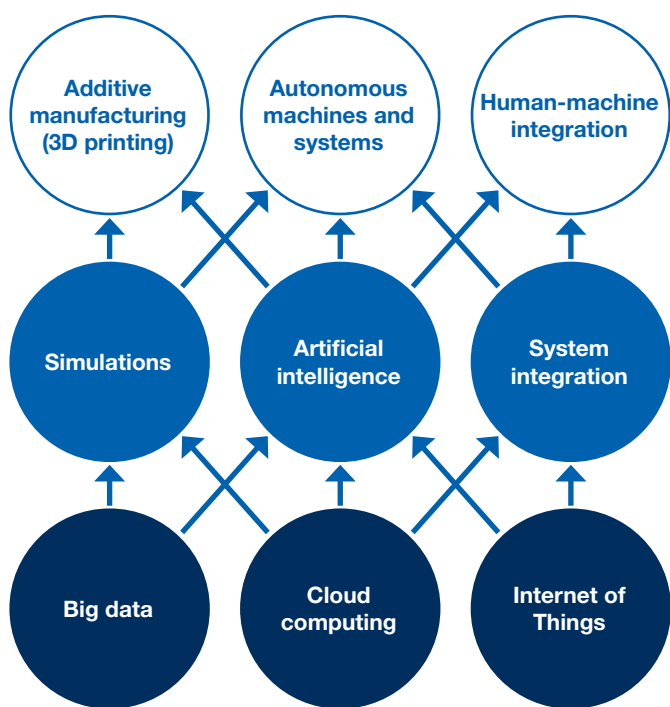 Additive
manufacturing
(3D printing)
Autonomous
machines and
systems
Human-machine
integration
Simulations
Artificial
intelligence
System
integration
Big data
Cloud
computing
Internet of
Things